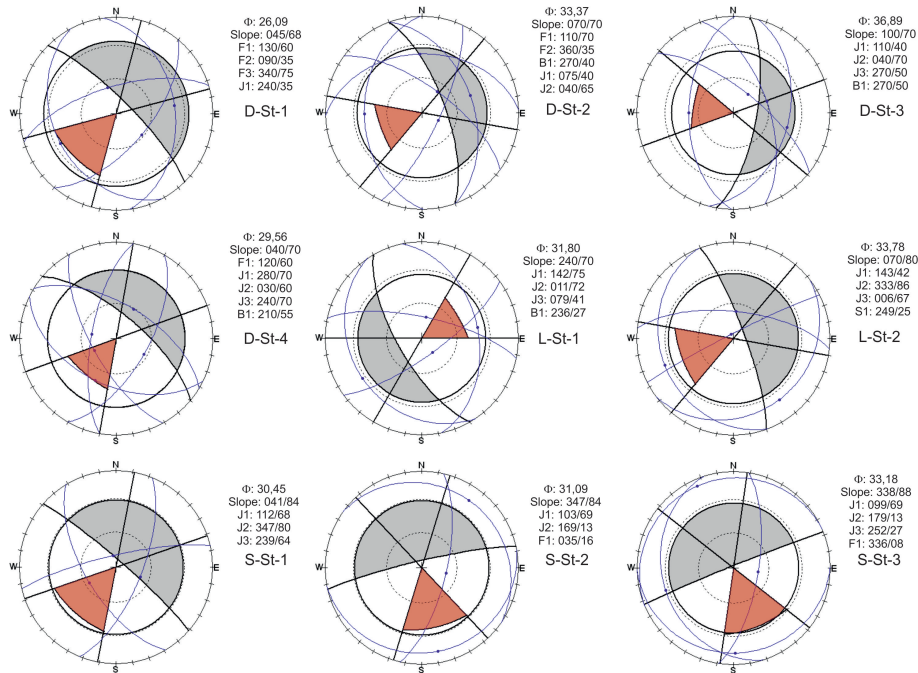 N
W
E
S
Φ: 26,09
Slope: 045/68
F1: 130/60
F2: 090/35
F3: 340/75
J1: 240/35
D-St-1
N
W
E
S
Φ: 33,37
Slope: 070/70
F1: 110/70
F2: 360/35
B1: 270/40
J1: 075/40
J2: 040/65
D-St-2
N
W
E
S
Φ: 36,89
Slope: 100/70
J1: 110/40
J2: 040/70
J3: 270/50
B1: 270/50
D-St-3
N
W
E
S
Φ: 29,56
Slope: 040/70
F1: 120/60
J1: 280/70
J2: 030/60
J3: 240/70
B1: 210/55
D-St-4
N
W
E
S
Φ: 31,80
Slope: 240/70
J1: 142/75
J2: 011/72
J3: 079/41
B1: 236/27
L-St-1
N
W
E
S
Φ: 33,78
Slope: 070/80
J1: 143/42
J2: 333/86
J3: 006/67
S1: 249/25
L-St-2
N
W
E
S
Φ: 30,45
Slope: 041/84
J1: 112/68
J2: 347/80
J3: 239/64
S-St-1
N
W
E
S
Φ: 31,09
Slope: 347/84
J1: 103/69
J2: 169/13
F1: 035/16
S-St-2
N
W
E
S
Φ: 33,18
Slope: 338/88
J1: 099/69
J2: 179/13
J3: 252/27
F1: 336/08
S-St-3